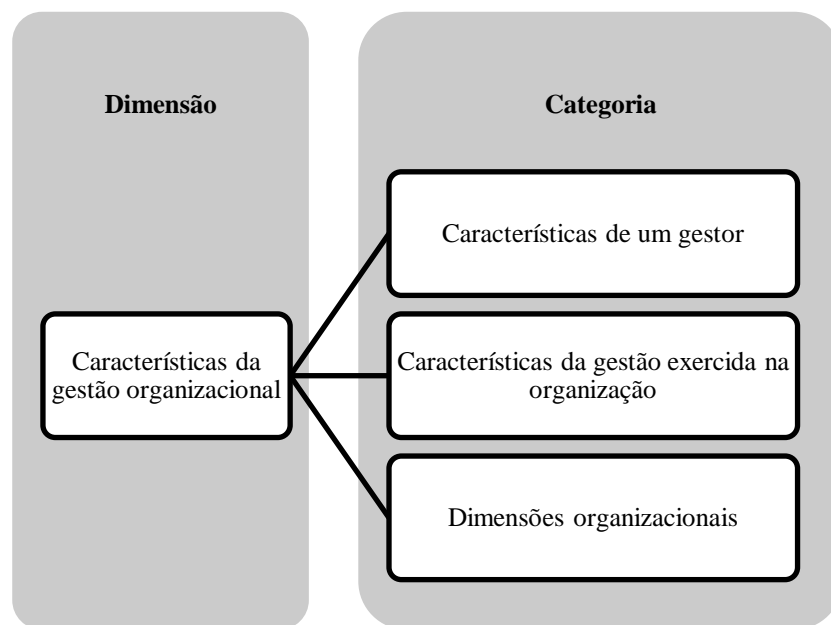 Dimensão
Categoria
Características de um gestor
Características da
gestão organizacional
Características da gestão exercida na
organização
Dimensões organizacionais